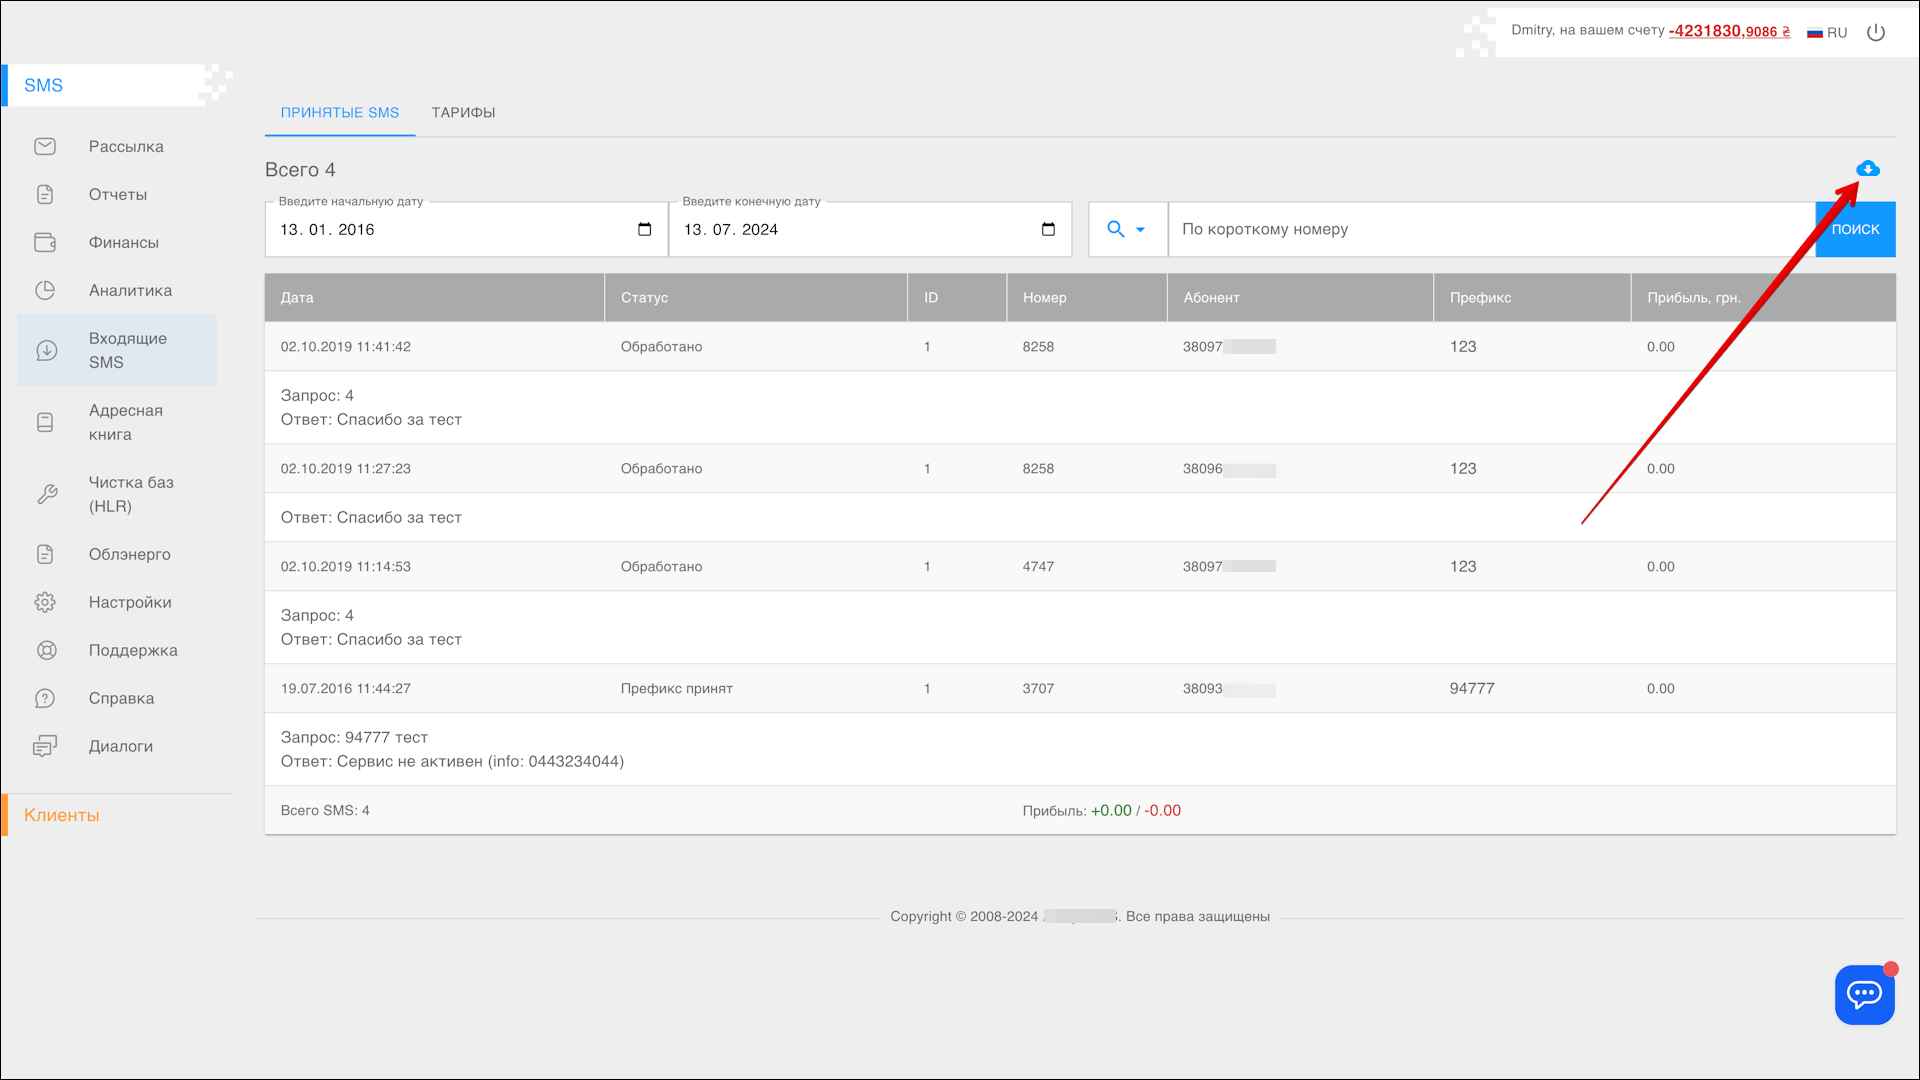 Dmitry, на вашем счету -4231830,9086 ₴ RU
SMS
ПРИНЯТЫЕ SMS ТАРИФЫ
Рассылка
Отчеты
Финансы
Аналитика
Входящие
SMS
Адресная
книга
Чистка баз
(HLR)
Облэнерго
Настройки
Поддержка
Справка
Диалоги
Клиенты
Всего 4
Введите начальную дату Введите конечную дату
13. 01. 2016 13. 07. 2024 По короткому номеру ПОИСК
Дата Статус ID Номер Абонент Префикс Прибыль, грн.
02.10.2019 11:41:42 Обработано 1 8258 38097 123 0.00
Запрос: 4
Ответ: Спасибо за тест
02.10.2019 11:27:23 Обработано 1 8258 38096 123 0.00
Ответ: Спасибо за тест
02.10.2019 11:14:53 Обработано 1 4747 38097 123 0.00
Запрос: 4
Ответ: Спасибо за тест
19.07.2016 11:44:27 Префикс принят 1 3707 38093 94777 0.00
Запрос: 94777 тест
Ответ: Сервис не активен (info: 0443234044)
Всего SMS: 4 Прибыль: +0.00 / -0.00
Copyright © 2008-2024 . Все права защищены